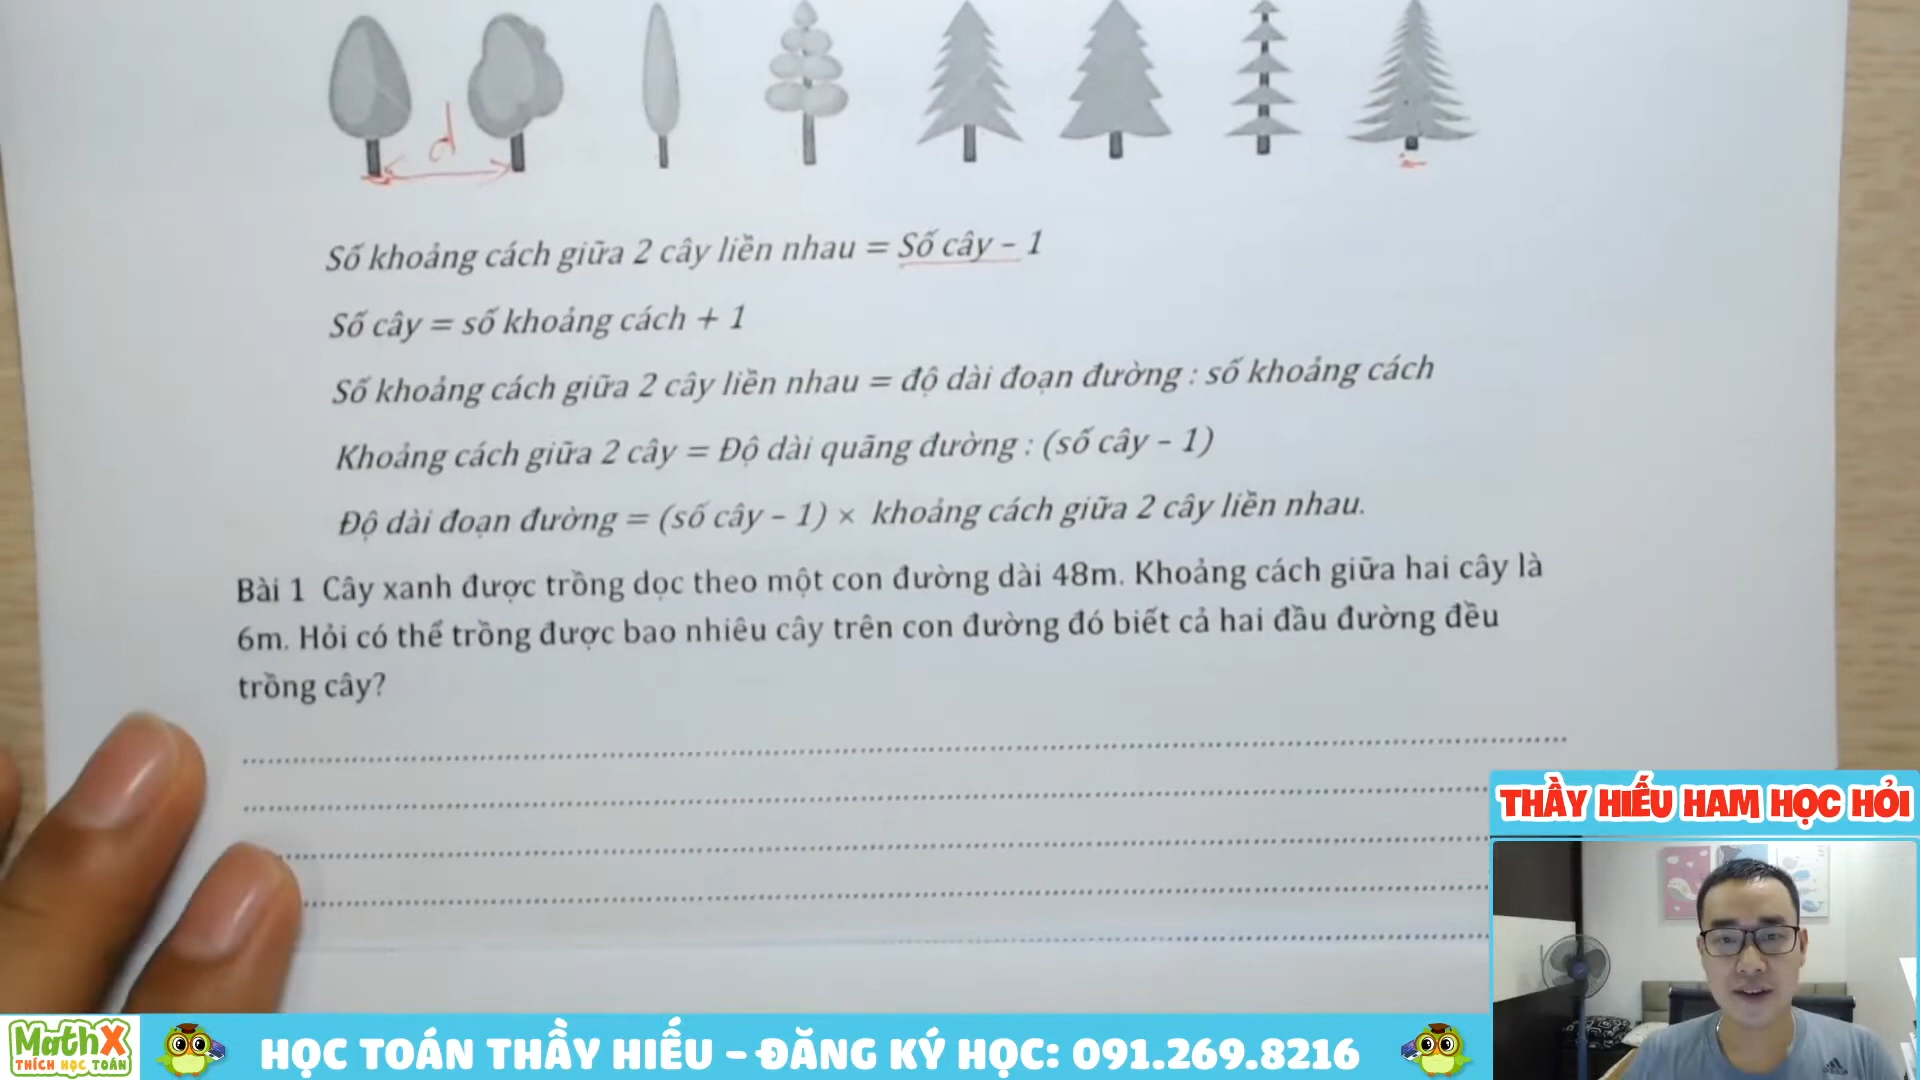 d
Số khoảng cách giữa 2 cây liền nhau = Số cây – 1
Số cây = số khoảng cách + 1
Số khoảng cách giữa 2 cây liền nhau = độ dài đoạn đường : số khoảng cách
Khoảng cách giữa 2 cây = Độ dài quãng đường : (số cây – 1)
Độ dài đoạn đường = (số cây – 1) × khoảng cách giữa 2 cây liền nhau.
Bài 1 Cây xanh được trồng dọc theo một con đường dài 48m. Khoảng cách giữa hai cây là
6m. Hỏi có thể trồng được bao nhiêu cây trên con đường đó biết cả hai đầu đường đều
trồng cây?
THẦY HIẾU HAM HỌC HỎI
MathX
THÍCH HỌC TOÁN
HỌC TOÁN THẦY HIẾU - ĐĂNG KÝ HỌC: 091.269.8216
adidas